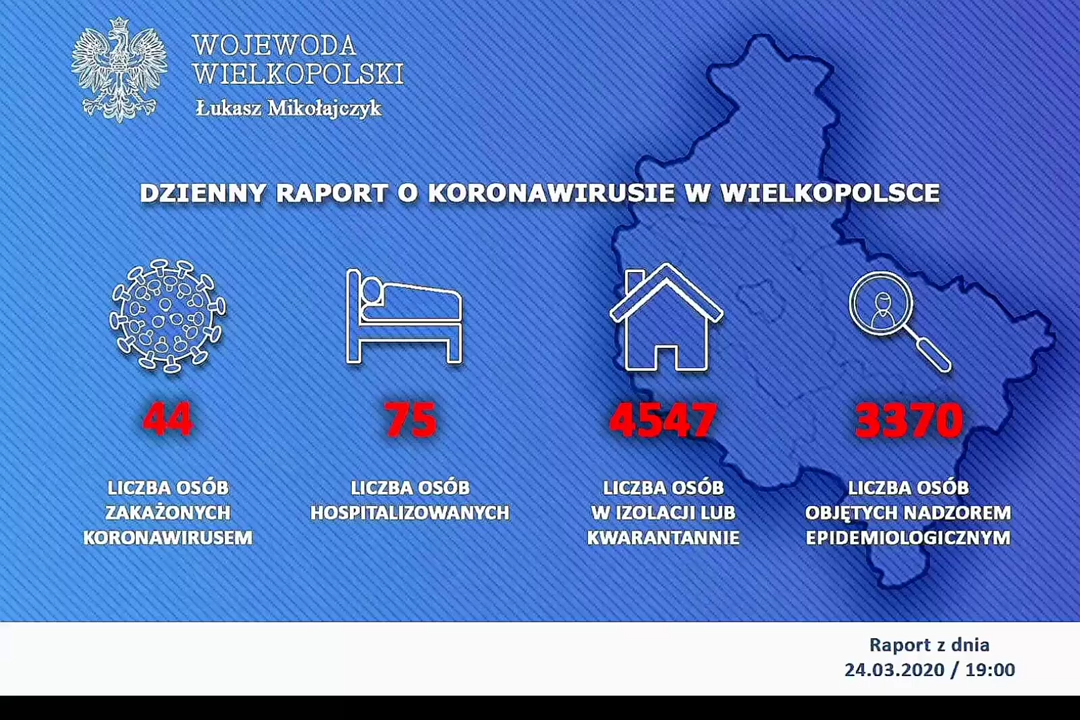 WOJEWODA
WIELKOPOLSKI
Łukasz Mikołajczyk
DZIENNY RAPORT O KORONAWIRUSIE W WIELKOPOLSCE
44
LICZBA OSÓB
ZAKAŻONYCH
KORONAWIRUSEM
75
LICZBA OSÓB
HOSPITALIZOWANYCH
4547
LICZBA OSÓB
W IZOLACJI LUB
KWARANTANNIE
3370
LICZBA OSÓB
OBJĘTYCH NADZOREM
EPIDEMIOLOGICZNYM
Raport z dnia
24.03.2020 / 19:00